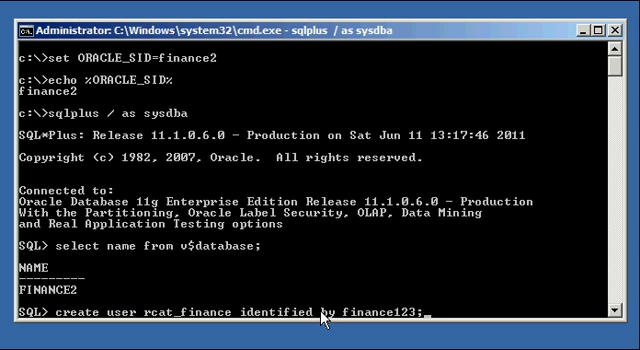 Administrator: C:\Windows\system32\cmd.exe - sqlplus / as sysdba
c:\>set ORACLE_SID=finance2
c:\>echo %ORACLE_SID%
finance2
c:\>sqlplus / as sysdba
SQL*Plus: Release 11.1.0.6.0 - Production on Sat Jun 11 13:17:46 2011
Copyright (c) 1982, 2007, Oracle.  All rights reserved.
Connected to:
Oracle Database 11g Enterprise Edition Release 11.1.0.6.0 - Production
With the Partitioning, Oracle Label Security, OLAP, Data Mining
and Real Application Testing options
SQL> select name from v$database;
NAME
---------
FINANCE2
SQL> create user rcat_finance identified by finance123;_